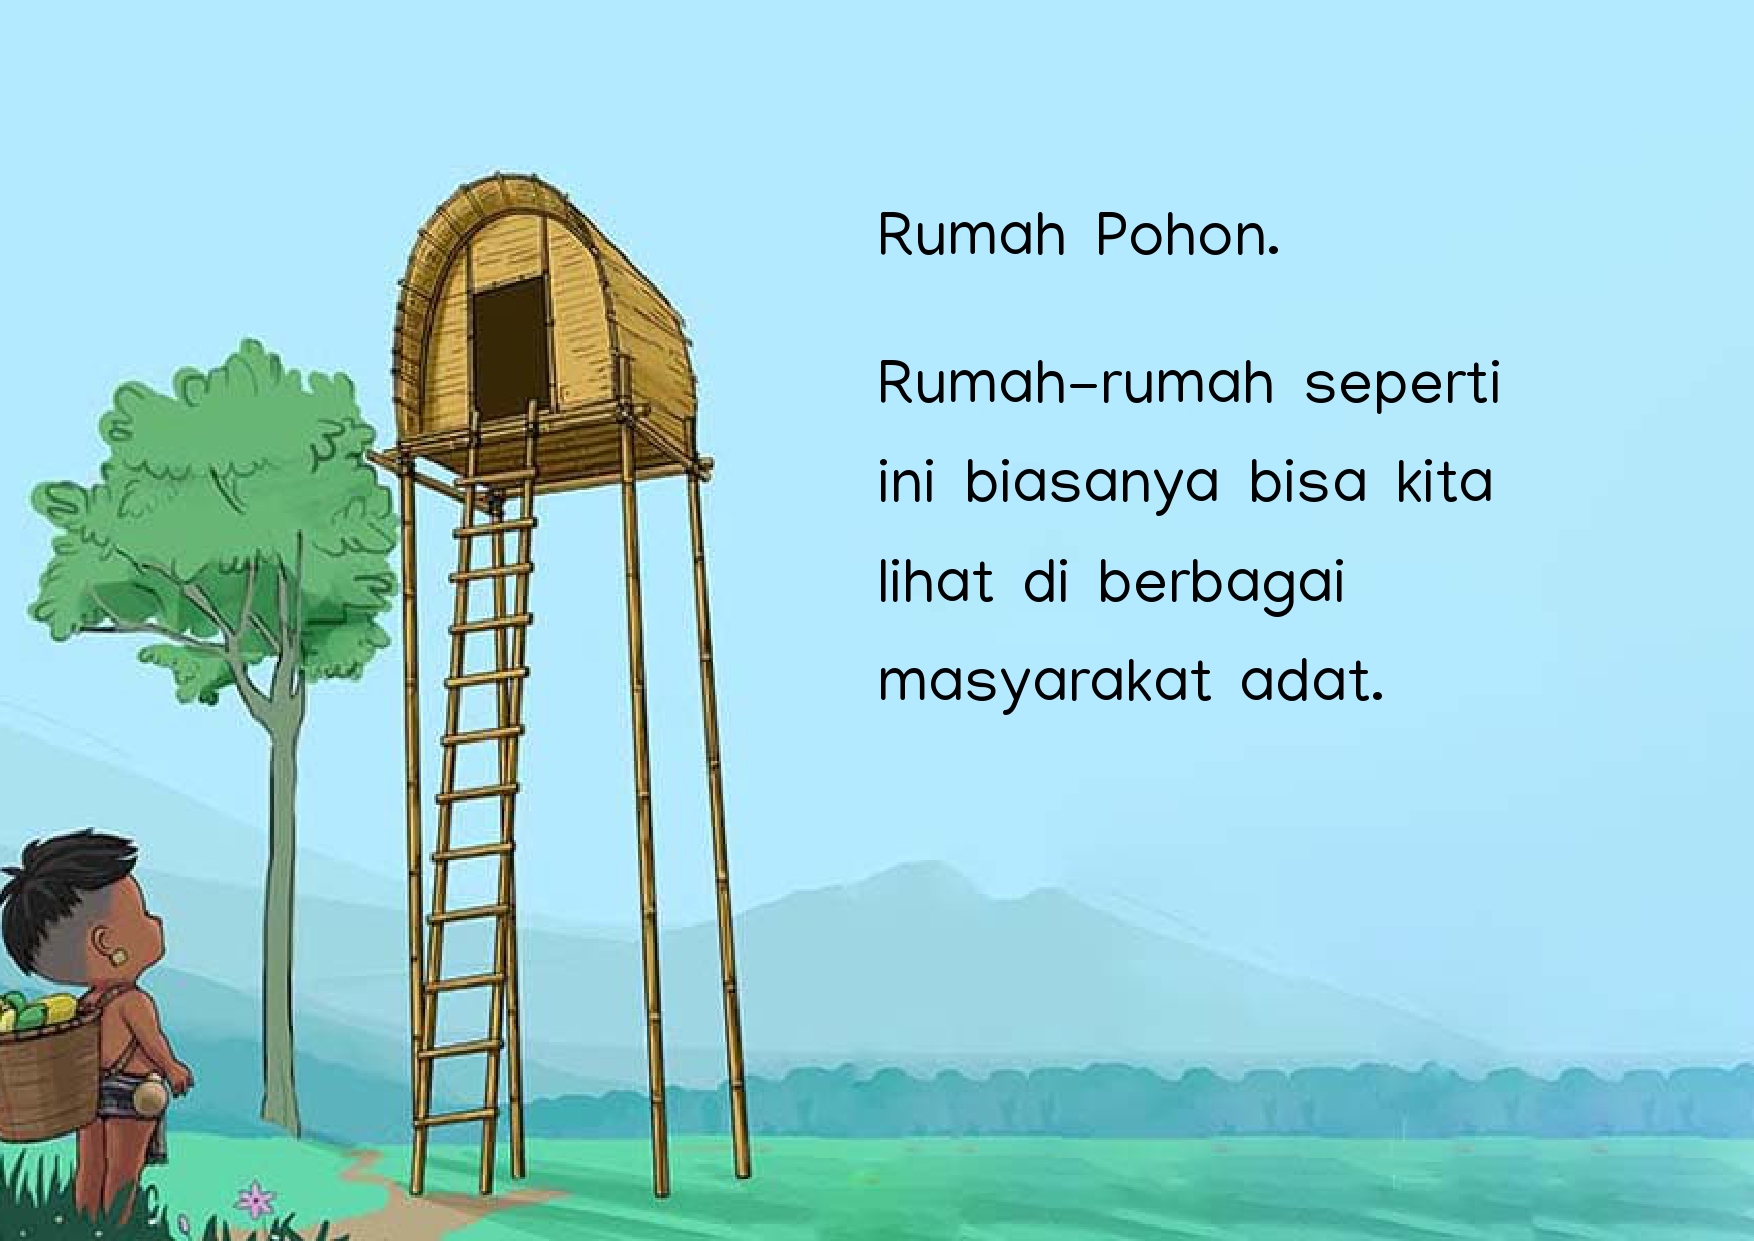 Rumah Pohon.
Rumah-rumah seperti
ini biasanya bisa kita
lihat di berbagai
masyarakat adat.